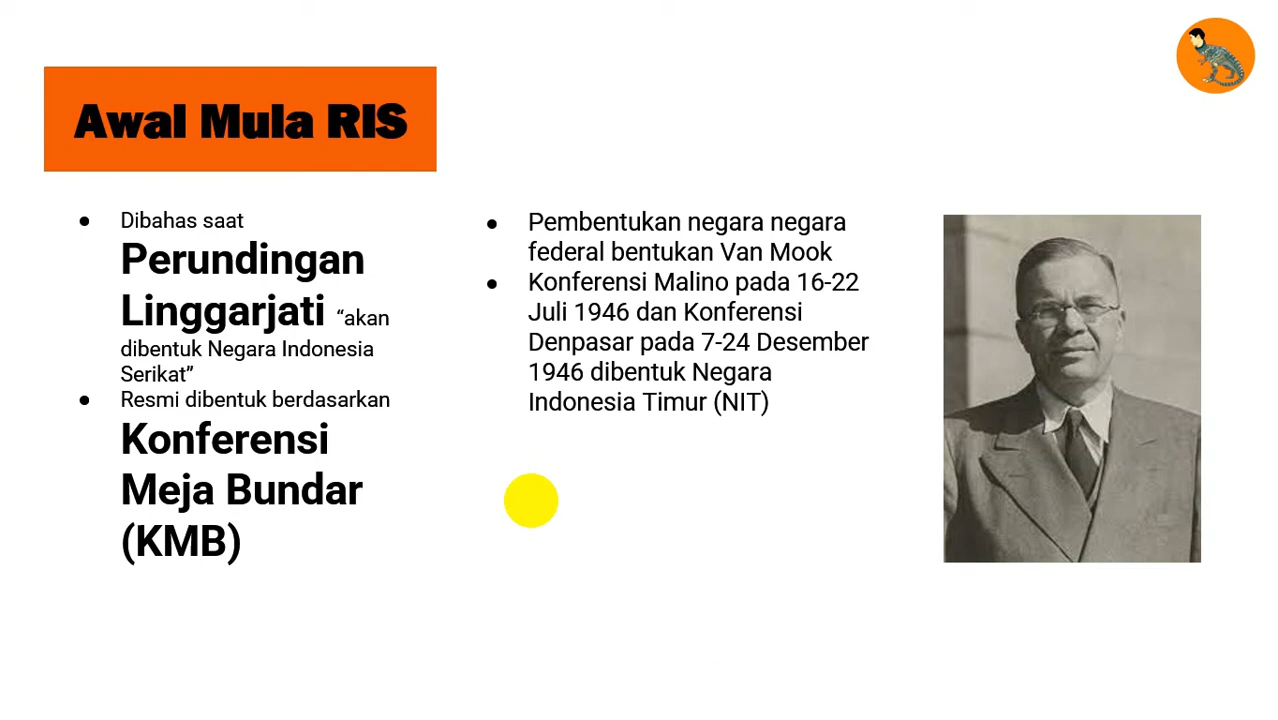 Awal Mula RIS
● Dibahas saat
Perundingan
Linggarjati “akan
dibentuk Negara Indonesia
Serikat”
● Resmi dibentuk berdasarkan
Konferensi
Meja Bundar
(KMB)
● Pembentukan negara negara
federal bentukan Van Mook
● Konferensi Malino pada 16-22
Juli 1946 dan Konferensi
Denpasar pada 7-24 Desember
1946 dibentuk Negara
Indonesia Timur (NIT)